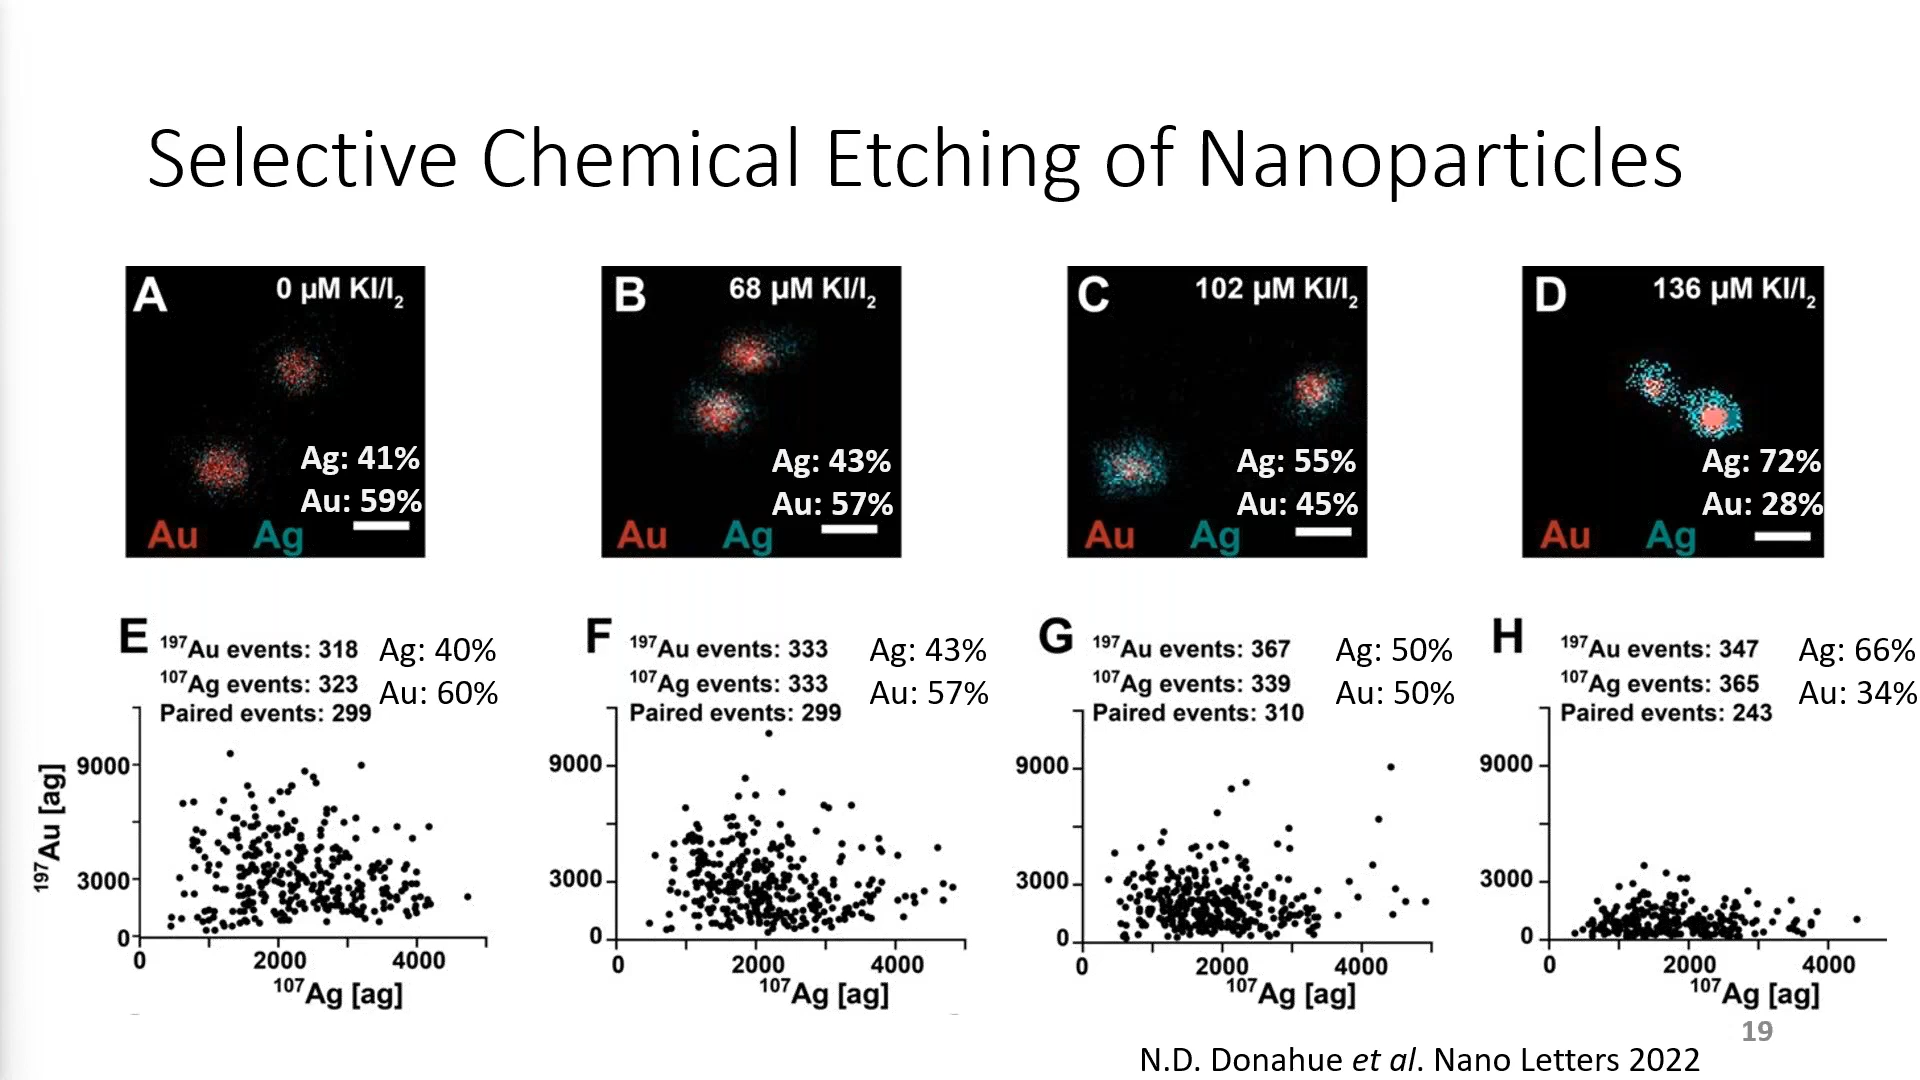 Selective Chemical Etching of Nanoparticles
A
0 µM KI/I₂
Ag: 41%
Au: 59%
Au Ag
B
68 µM KI/I₂
Ag: 43%
Au: 57%
Au Ag
C
102 µM KI/I₂
Ag: 55%
Au: 45%
Au Ag
D
136 µM KI/I₂
Ag: 72%
Au: 28%
Au Ag
E
¹⁹⁷Au events: 318
¹⁰⁷Ag events: 323
Paired events: 299
Ag: 40%
Au: 60%
¹⁹⁷Au [ag]
9000
3000
0
0 2000 4000
¹⁰⁷Ag [ag]
F
¹⁹⁷Au events: 333
¹⁰⁷Ag events: 333
Paired events: 299
Ag: 43%
Au: 57%
9000
3000
0
0 2000 4000
¹⁰⁷Ag [ag]
G
¹⁹⁷Au events: 367
¹⁰⁷Ag events: 339
Paired events: 310
Ag: 50%
Au: 50%
9000
3000
0
0 2000 4000
¹⁰⁷Ag [ag]
H
¹⁹⁷Au events: 347
¹⁰⁷Ag events: 365
Paired events: 243
Ag: 66%
Au: 34%
9000
3000
0
0 2000 4000
¹⁰⁷Ag [ag]
19
N.D. Donahue et al. Nano Letters 2022